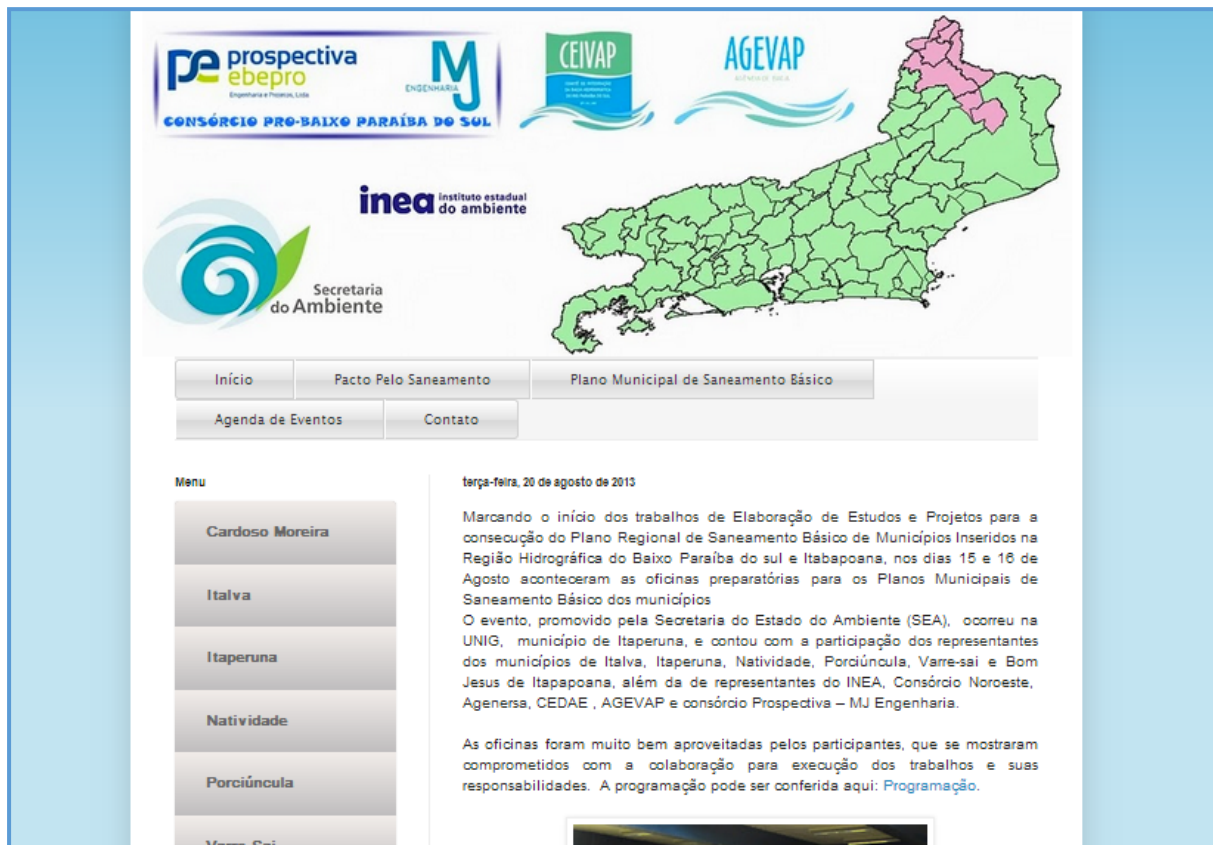 prospectiva
ebepro
Engenharia e Projetos, Ltda
MJ
ENGENHARIA
CONSÓRCIO PRO-BAIXO PARAÍBA DO SUL
CEIVAP
AGEVAP
inea instituto estadual
do ambiente
Secretaria
do Ambiente
Início
Pacto Pelo Saneamento
Plano Municipal de Saneamento Básico
Agenda de Eventos
Contato
Menu
Cardoso Moreira
Italva
Itaperuna
Natividade
Porciúncula
Varre-Sai
terça-feira, 20 de agosto de 2013
Marcando o início dos trabalhos de Elaboração de Estudos e Projetos para a
consecução do Plano Regional de Saneamento Básico de Municípios Inseridos na
Região Hidrográfica do Baixo Paraíba do sul e Itabapoana, nos dias 15 e 16 de
Agosto aconteceram as oficinas preparatórias para os Planos Municipais de
Saneamento Básico dos municípios
O evento, promovido pela Secretaria do Estado do Ambiente (SEA), ocorreu na
UNIG, município de Itaperuna, e contou com a participação dos representantes
dos municípios de Italva, Itaperuna, Natividade, Porciúncula, Varre-sai e Bom
Jesus de Itapapoana, além da de representantes do INEA, Consórcio Noroeste,
Agenersa, CEDAE , AGEVAP e consórcio Prospectiva – MJ Engenharia.
As oficinas foram muito bem aproveitadas pelos participantes, que se mostraram
comprometidos com a colaboração para execução dos trabalhos e suas
responsabilidades. A programação pode ser conferida aqui: Programação.